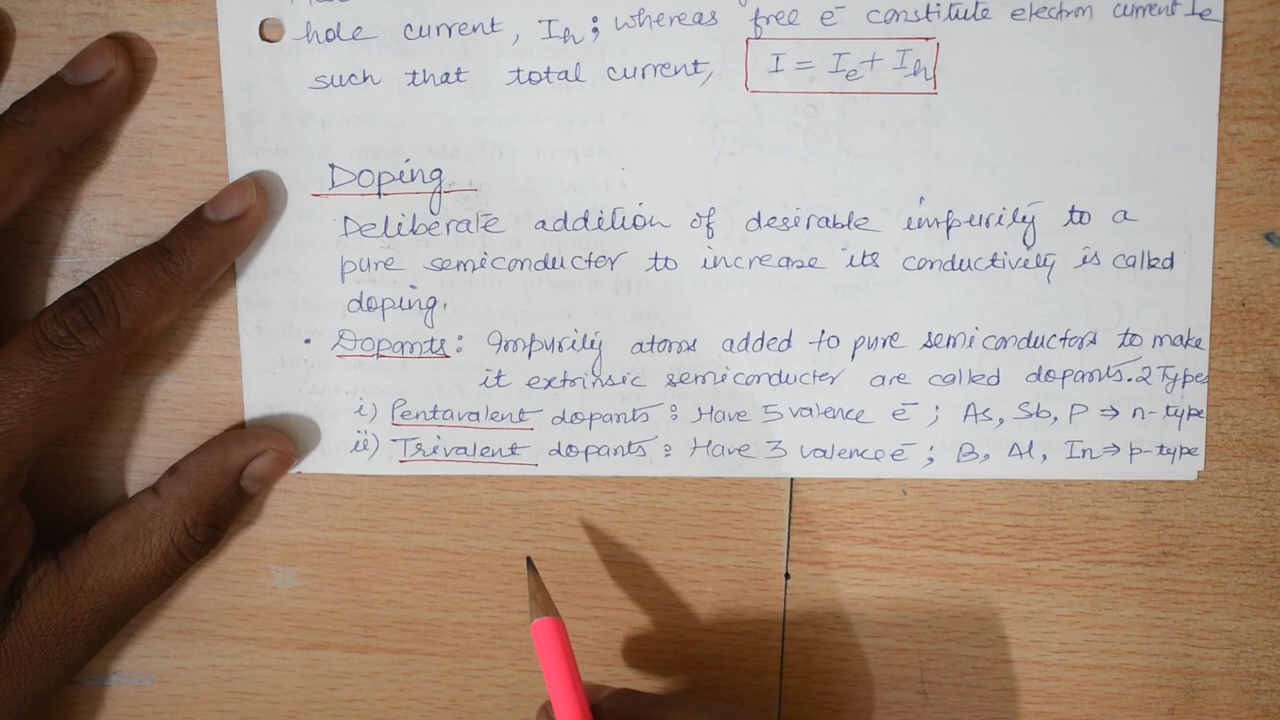 hole current, Ih; whereas free e⁻ constitute electron current Ie
such that total current, I = Ie + Ih
Doping
Deliberate addition of desirable impurity to a
pure semiconductor to increase its conductivity is called
doping.
• Dopants: Impurity atoms added to pure semiconductors to make
it extrinsic semiconductor are called dopants. 2 Types
i) Pentavalent dopants: Have 5 valence e⁻; As, Sb, P ⇒ n-type
ii) Trivalent dopants: Have 3 valence e⁻; B, Al, In ⇒ p-type